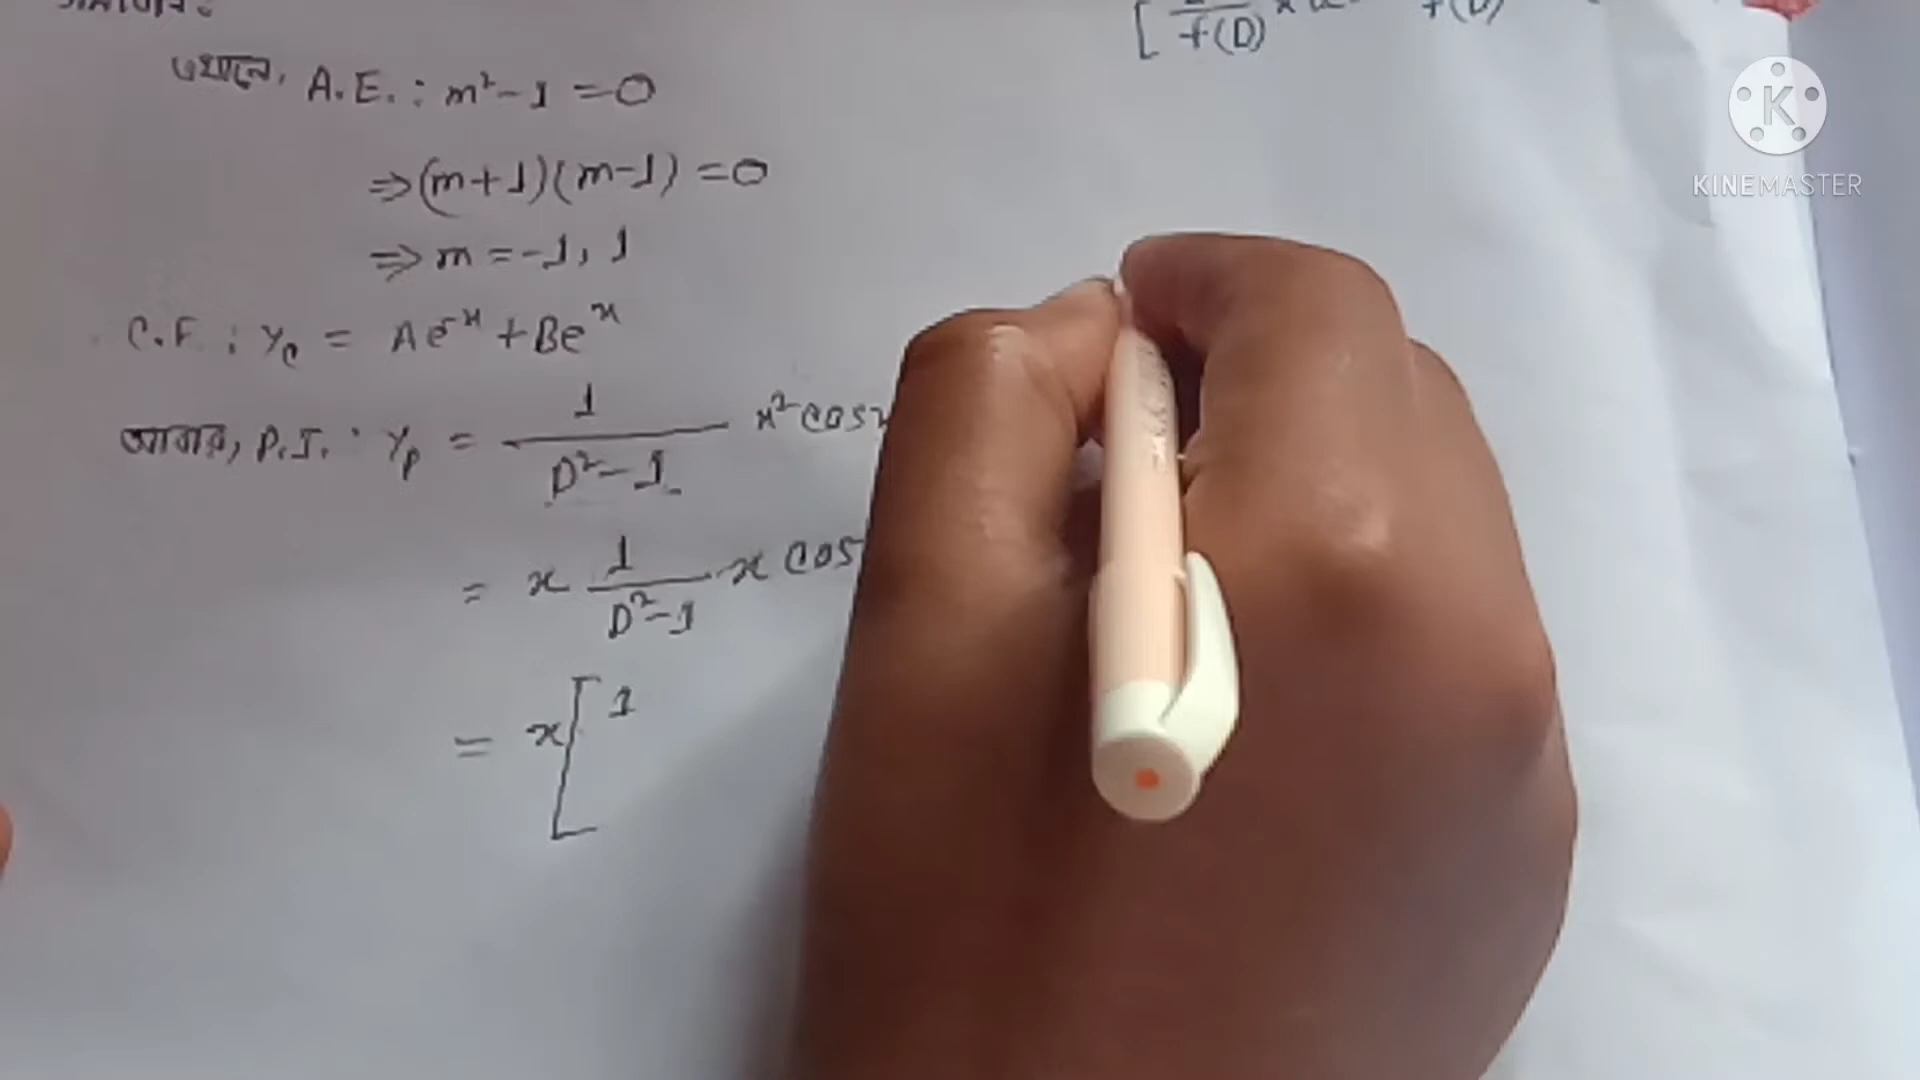 এখানে, A.E. : m² - 1 = 0
⇒ (m+1)(m-1) = 0
⇒ m = -1, 1
C.F. : y_c = Ae^-x + Be^x
আবার, P.I. : y_p = 1/(D² - 1) x² cos
= x 1/(D² - 1) x cos
= x [ 1
[ f(D) x f(D)
K
KINEMASTER